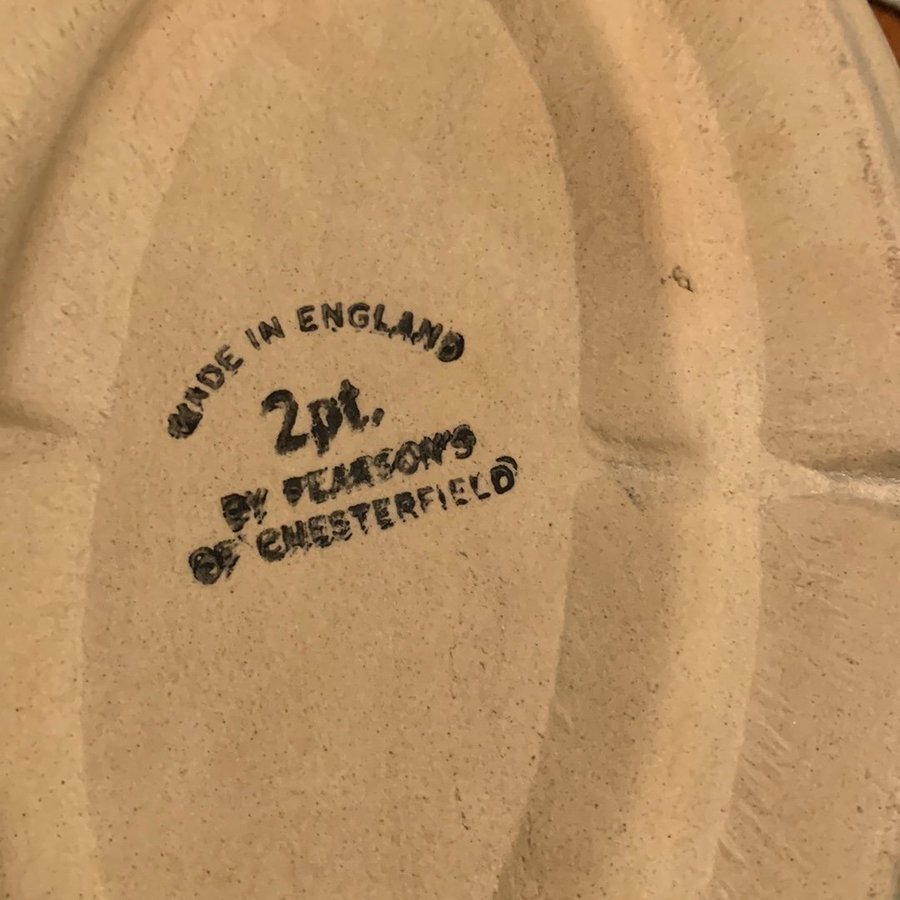 MADE IN ENGLAND
2pt.
BY PEARSON'S
OF CHESTERFIELD